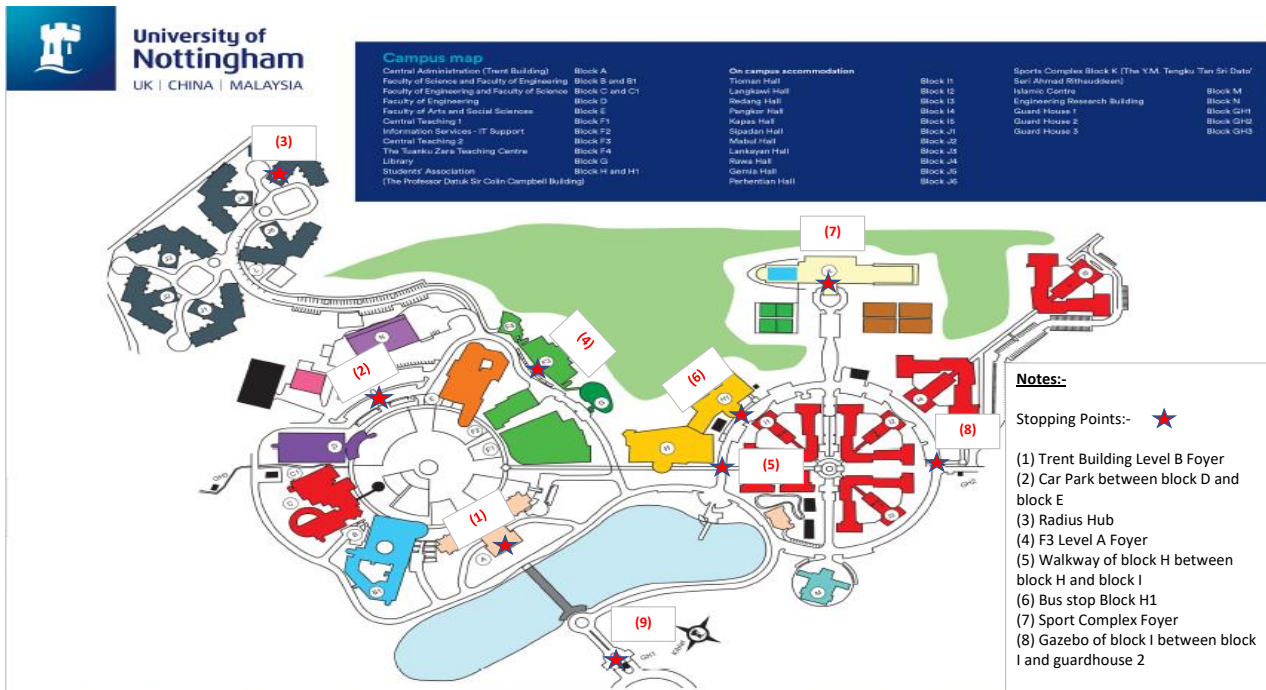 University of
Nottingham
UK | CHINA | MALAYSIA
Campus map
Central Administration (Trent Building) Block A
Faculty of Science and Faculty of Engineering Block B and B1
Faculty of Engineering and Faculty of Science Block C and C1
Faculty of Engineering Block D
Faculty of Arts and Social Sciences Block E
Central Teaching 1 Block F1
Information Services - IT Support Block F2
Central Teaching 2 Block F3
The Tuanku Zara Teaching Centre Block F4
Library Block G
Students' Association Block H and H1
(The Professor Datuk Sir Colin Campbell Building)
On campus accommodation
Tioman Hall Block I1
Langkawi Hall Block I2
Redang Hall Block I3
Pangkor Hall Block I4
Kapas Hall Block I5
Sipadan Hall Block J1
Mabul Hall Block J2
Lankayan Hall Block J3
Rawa Hall Block J4
Gemia Hall Block J5
Perhentian Hall Block J6
Sports Complex Block K (The Y.M. Tengku Tan Sri Dato'
Seri Ahmad Rithauddeen)
Islamic Centre Block M
Engineering Research Building Block N
Guard House 1 Block GH1
Guard House 2 Block GH2
Guard House 3 Block GH3
(3)
(7)
(4)
(2)
(6)
(8)
(5)
(1)
(9)
H1
F2
F1
D
C1
C
B1
A
M
N
G
GH3
GH2
GH1
Notes:-
Stopping Points:-
(1) Trent Building Level B Foyer
(2) Car Park between block D and
block E
(3) Radius Hub
(4) F3 Level A Foyer
(5) Walkway of block H between
block H and block I
(6) Bus stop Block H1
(7) Sport Complex Foyer
(8) Gazebo of block I between block
I and guardhouse 2